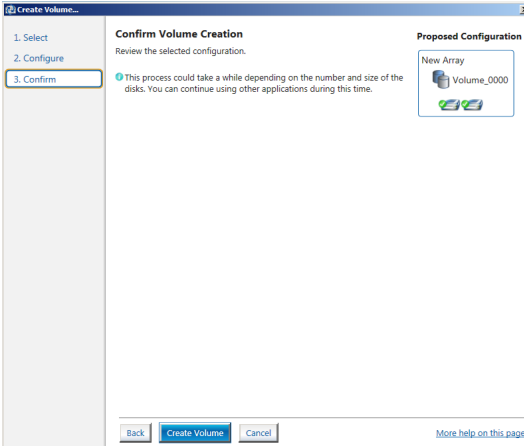 Create Volume...
1. Select
2. Configure
3. Confirm
Confirm Volume Creation
Review the selected configuration.
This process could take a while depending on the number and size of the
disks. You can continue using other applications during this time.
Proposed Configuration
New Array
Volume_0000
Back
Create Volume
Cancel
More help on this page